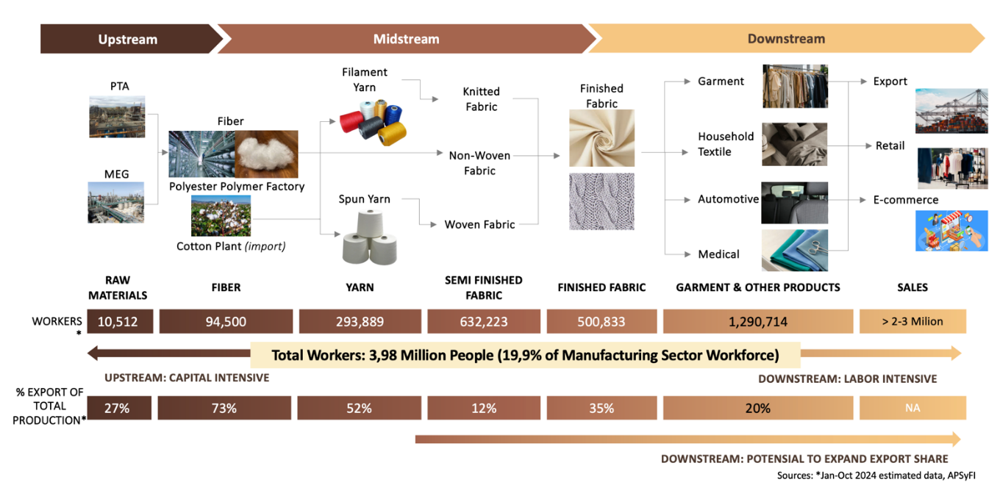 Upstream
Midstream
Downstream
PTA
MEG
Fiber
Polyester Polymer Factory
Cotton Plant (import)
Filament
Yarn
Spun Yarn
Knitted
Fabric
Non-Woven
Fabric
Woven Fabric
Finished
Fabric
Garment
Household
Textile
Automotive
Medical
Export
Retail
E-commerce
RAW
MATERIALS
FIBER
YARN
SEMI FINISHED
FABRIC
FINISHED FABRIC
GARMENT & OTHER PRODUCTS
SALES
WORKERS
*
10,512
94,500
293,889
632,223
500,833
1,290,714
> 2-3 Milion
Total Workers: 3,98 Million People (19,9% of Manufacturing Sector Workforce)
UPSTREAM: CAPITAL INTENSIVE
DOWNSTREAM: LABOR INTENSIVE
% EXPORT OF
TOTAL
PRODUCTION*
27%
73%
52%
12%
35%
20%
NA
DOWNSTREAM: POTENSIAL TO EXPAND EXPORT SHARE
Sources: *Jan-Oct 2024 estimated data, APSyFI